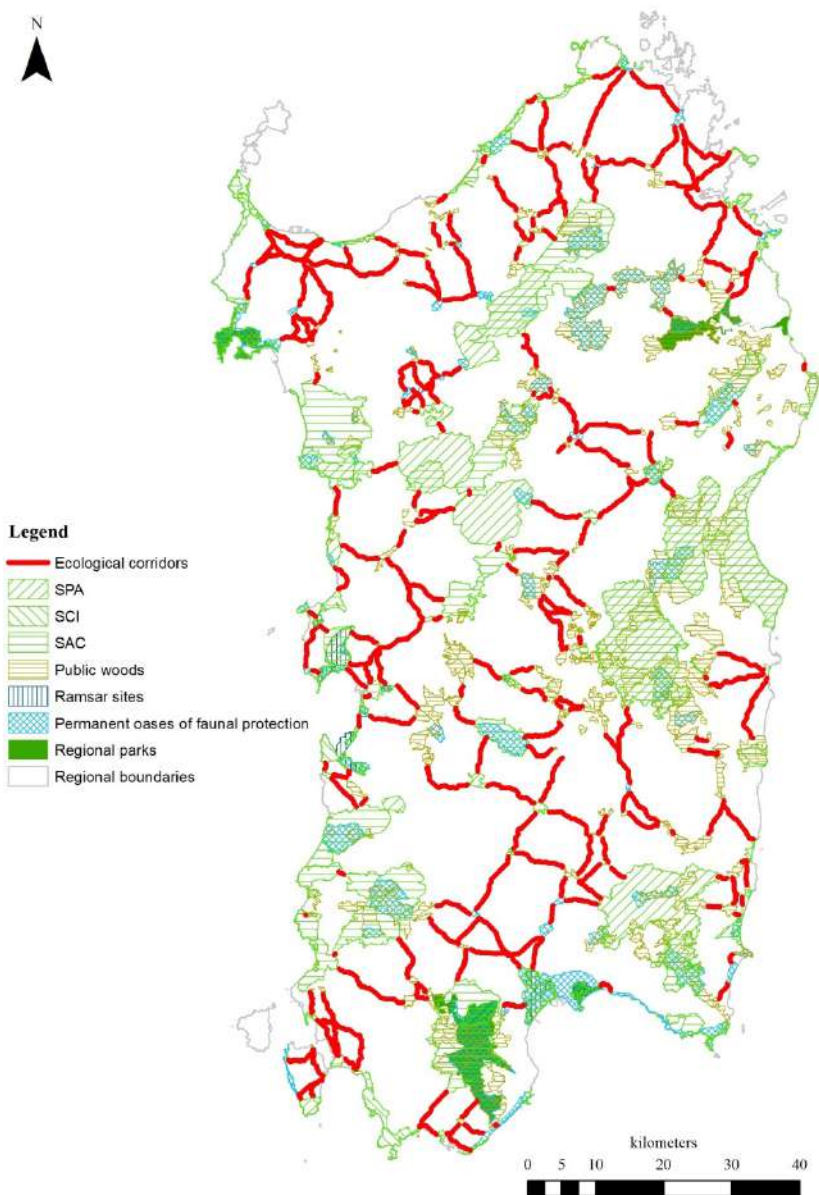 N
Legend
Ecological corridors
SPA
SCI
SAC
Public woods
Ramsar sites
Permanent oases of faunal protection
Regional parks
Regional boundaries
kilometers
0 5 10 20 30 40